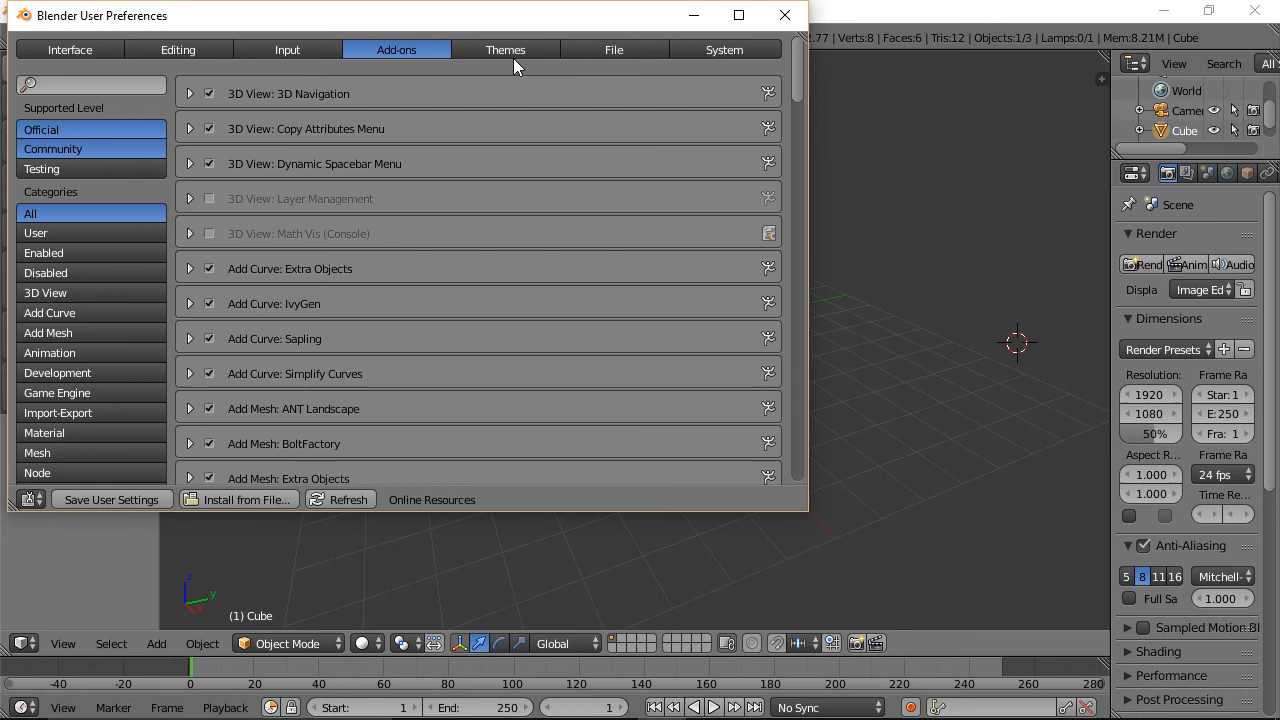 Blender User Preferences
Interface Editing Input Add-ons Themes File System
.77 | Verts:8 | Faces:6 | Tris:12 | Objects:1/3 | Lamps:0/1 | Mem:8.21M | Cube
View Search All S
World
Camer
Cube
Supported Level
Official
Community
Testing
Categories
All
User
Enabled
Disabled
3D View
Add Curve
Add Mesh
Animation
Development
Game Engine
Import-Export
Material
Mesh
Node
3D View: 3D Navigation
3D View: Copy Attributes Menu
3D View: Dynamic Spacebar Menu
3D View: Layer Management
3D View: Math Vis (Console)
Add Curve: Extra Objects
Add Curve: IvyGen
Add Curve: Sapling
Add Curve: Simplify Curves
Add Mesh: ANT Landscape
Add Mesh: BoltFactory
Add Mesh: Extra Objects
Save User Settings Install from File... Refresh Online Resources
Scene
Render
Rend Anim Audio
Displa Image Ed
Dimensions
Render Presets
Resolution: Frame Ra
1920 Star: 1
1080 E: 250
50% Fra: 1
Aspect R... Frame Ra
1.000 24 fps
1.000 Time Re...
Anti-Aliasing
5 8 11 16 Mitchell-
Full Sa 1.000
Sampled Motion Bl
Shading
Performance
Post Processing
z
y
x
(1) Cube
View Select Add Object Object Mode Global
-40 -20 0 20 40 60 80 100 120 140 160 180 200 220 240 260 280
View Marker Frame Playback Start: 1 End: 250 1 No Sync